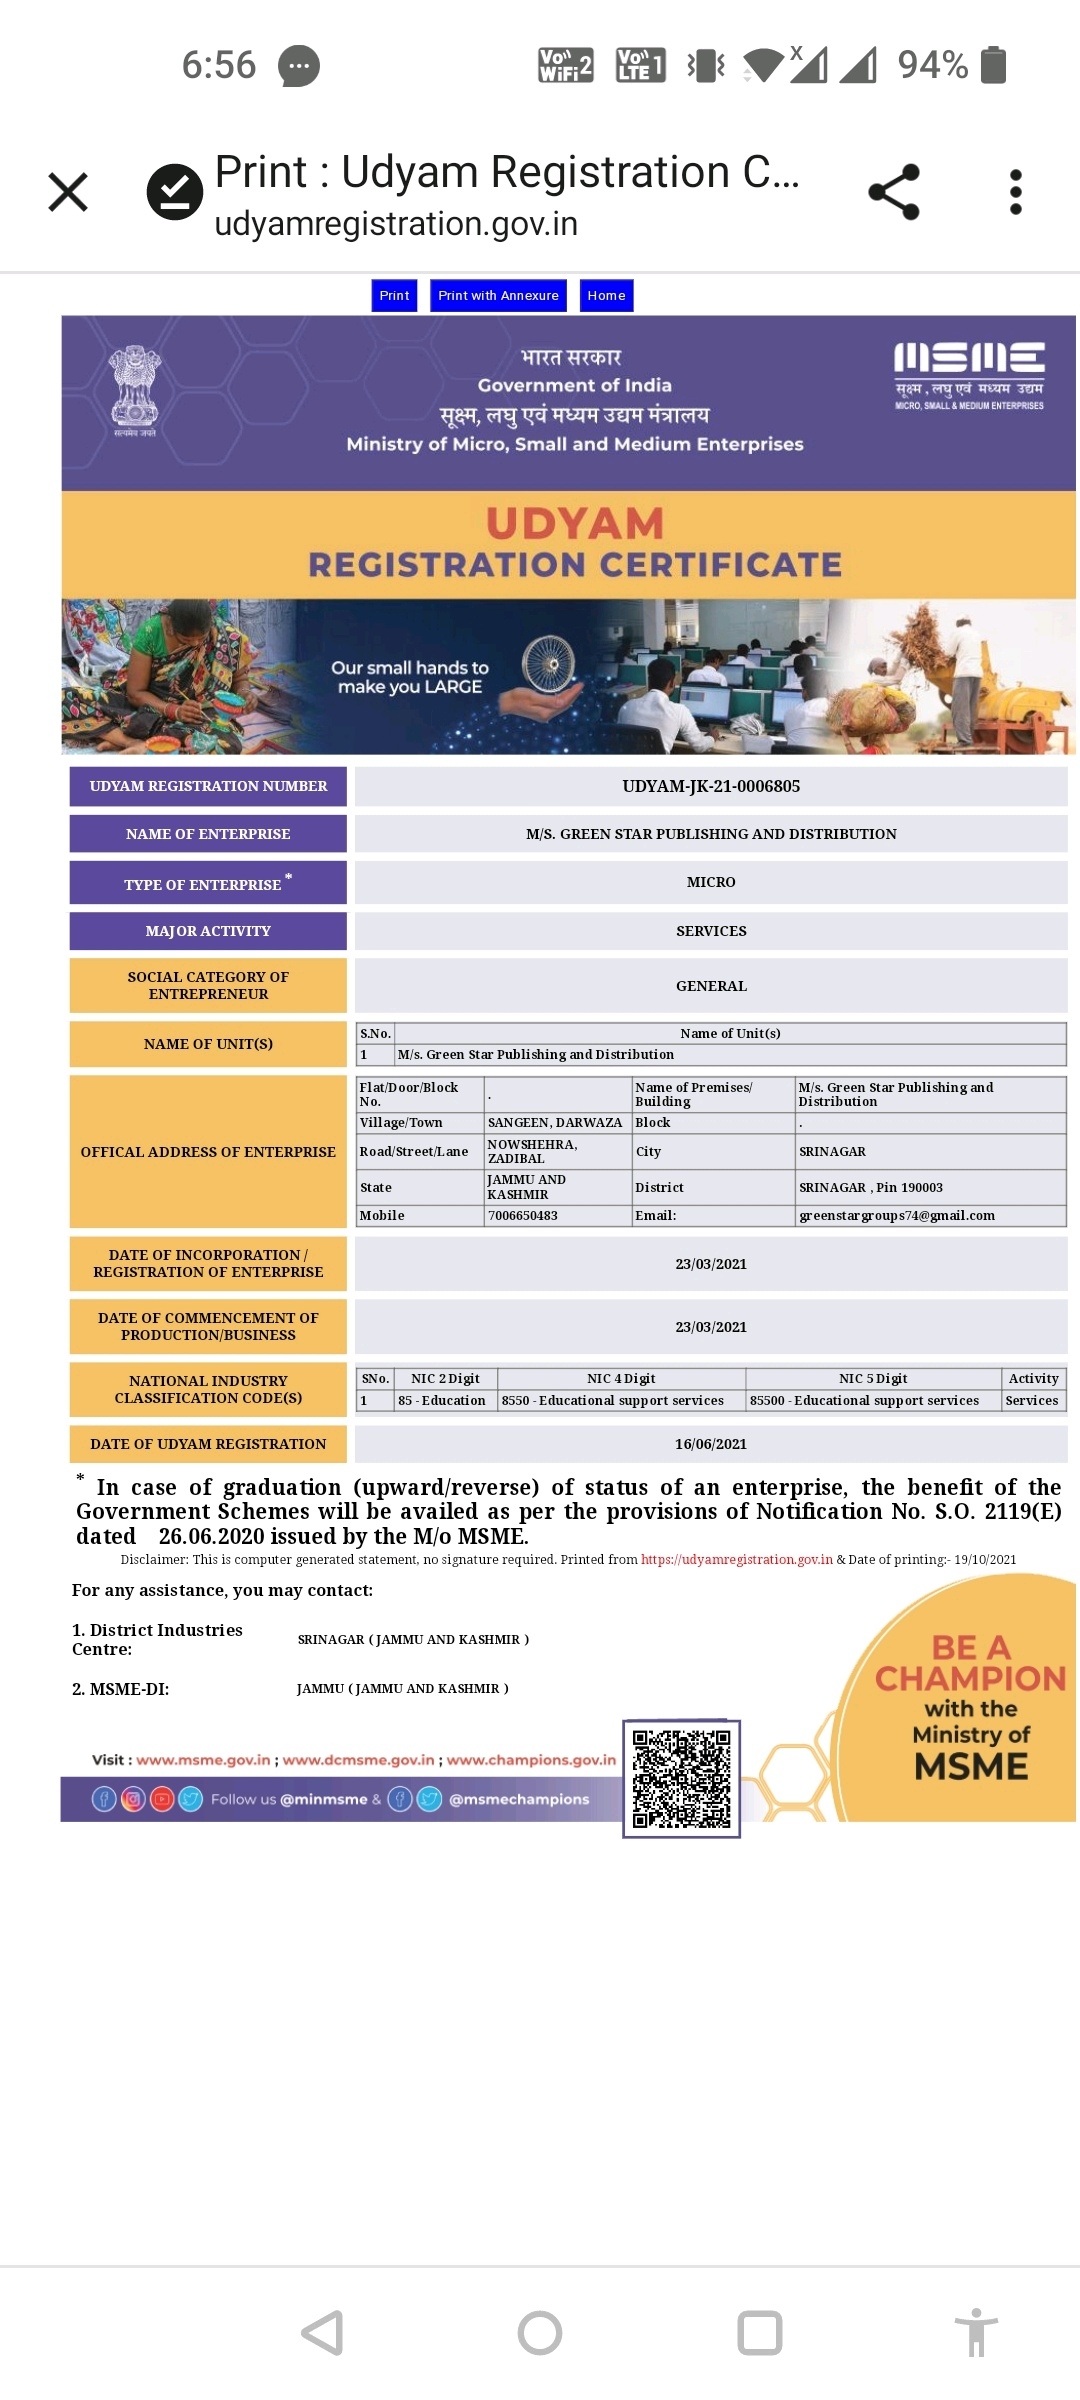 6:56
Vo WiFi 2
Vo LTE 1
X
94%
Print : Udyam Registration C...
udyamregistration.gov.in
Print
Print with Annexure
Home
भारत सरकार
Government of India
सूक्ष्म, लघु एवं मध्यम उद्यम मंत्रालय
Ministry of Micro, Small and Medium Enterprises
सत्यमेव जयते
MSME
सूक्ष्म , लघु एवं मध्यम उद्यम
MICRO, SMALL & MEDIUM ENTERPRISES
UDYAM
REGISTRATION CERTIFICATE
Our small hands to
make you LARGE
UDYAM REGISTRATION NUMBER UDYAM-JK-21-0006805
NAME OF ENTERPRISE M/S. GREEN STAR PUBLISHING AND DISTRIBUTION
TYPE OF ENTERPRISE * MICRO
MAJOR ACTIVITY SERVICES
SOCIAL CATEGORY OF
ENTREPRENEUR
GENERAL
NAME OF UNIT(S)
S.No. Name of Unit(s)
1 M/s. Green Star Publishing and Distribution
OFFICAL ADDRESS OF ENTERPRISE
Flat/Door/Block
No.
.
Name of Premises/
Building
M/s. Green Star Publishing and
Distribution
Village/Town SANGEEN, DARWAZA Block .
Road/Street/Lane
NOWSHEHRA,
ZADIBAL
City SRINAGAR
State
JAMMU AND
KASHMIR
District SRINAGAR , Pin 190003
Mobile 7006650483 Email: greenstargroups74@gmail.com
DATE OF INCORPORATION /
REGISTRATION OF ENTERPRISE
23/03/2021
DATE OF COMMENCEMENT OF
PRODUCTION/BUSINESS
23/03/2021
NATIONAL INDUSTRY
CLASSIFICATION CODE(S)
SNo. NIC 2 Digit NIC 4 Digit NIC 5 Digit Activity
1 85 - Education 8550 - Educational support services 85500 - Educational support services Services
DATE OF UDYAM REGISTRATION 16/06/2021
* In case of graduation (upward/reverse) of status of an enterprise, the benefit of the
Government Schemes will be availed as per the provisions of Notification No. S.O. 2119(E)
dated 26.06.2020 issued by the M/o MSME.
Disclaimer: This is computer generated statement, no signature required. Printed from https://udyamregistration.gov.in & Date of printing:- 19/10/2021
For any assistance, you may contact:
1. District Industries
Centre:
SRINAGAR ( JAMMU AND KASHMIR )
2. MSME-DI: JAMMU ( JAMMU AND KASHMIR )
BE A
CHAMPION
with the
Ministry of
MSME
Visit : www.msme.gov.in ; www.dcmsme.gov.in ; www.champions.gov.in
Follow us @minmsme & @msmechampions